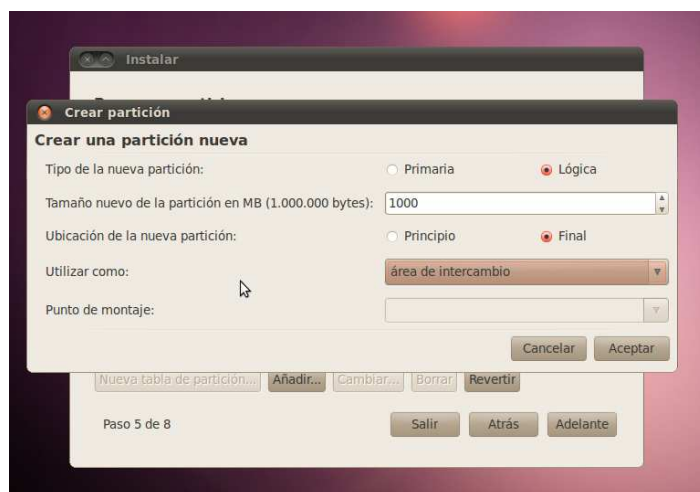 Instalar
Crear partición
Crear una partición nueva
Tipo de la nueva partición: Primaria Lógica
Tamaño nuevo de la partición en MB (1.000.000 bytes): 1000
Ubicación de la nueva partición: Principio Final
Utilizar como: área de intercambio
Punto de montaje:
Cancelar Aceptar
Nueva tabla de partición... Añadir... Cambiar... Borrar Revertir
Paso 5 de 8 Salir Atrás Adelante